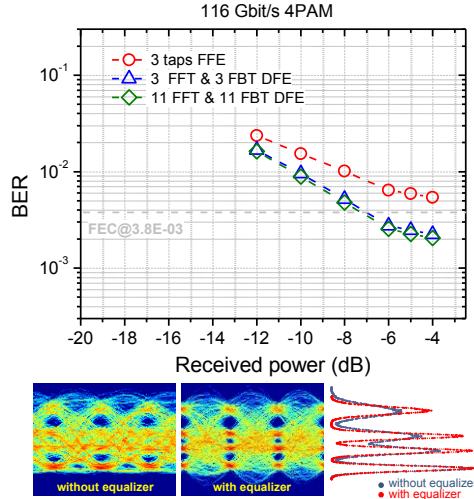 116 Gbit/s 4PAM
3 taps FFE
3 FFT & 3 FBT DFE
11 FFT & 11 FBT DFE
10⁻¹
10⁻²
10⁻³
BER
FEC@3.8E-03
-20 -18 -16 -14 -12 -10 -8 -6 -4
Received power (dB)
without equalizer
with equalizer
without equalize
with equalizer